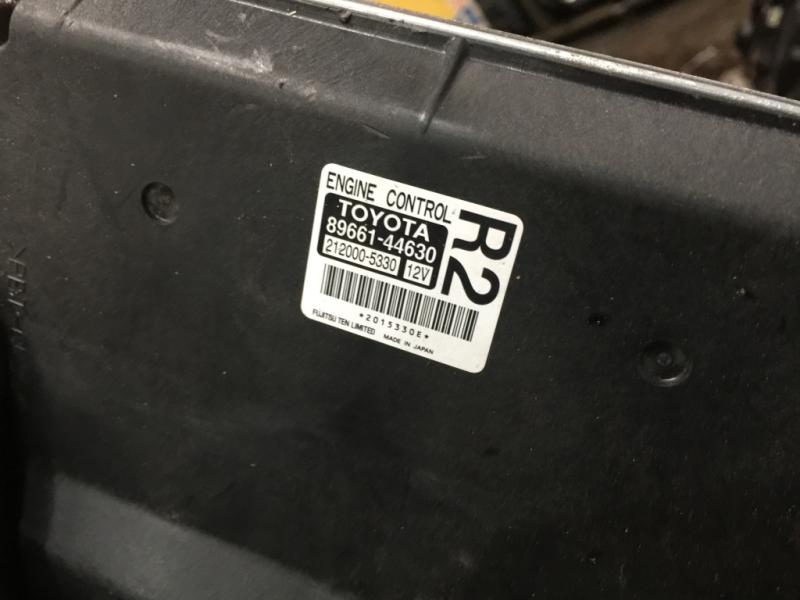 ENGINE CONTROL
TOYOTA
89661-44630
212000-5330 12V
R2
*2015330E*
FUJITSU TEN LIMITED MADE IN JAPAN